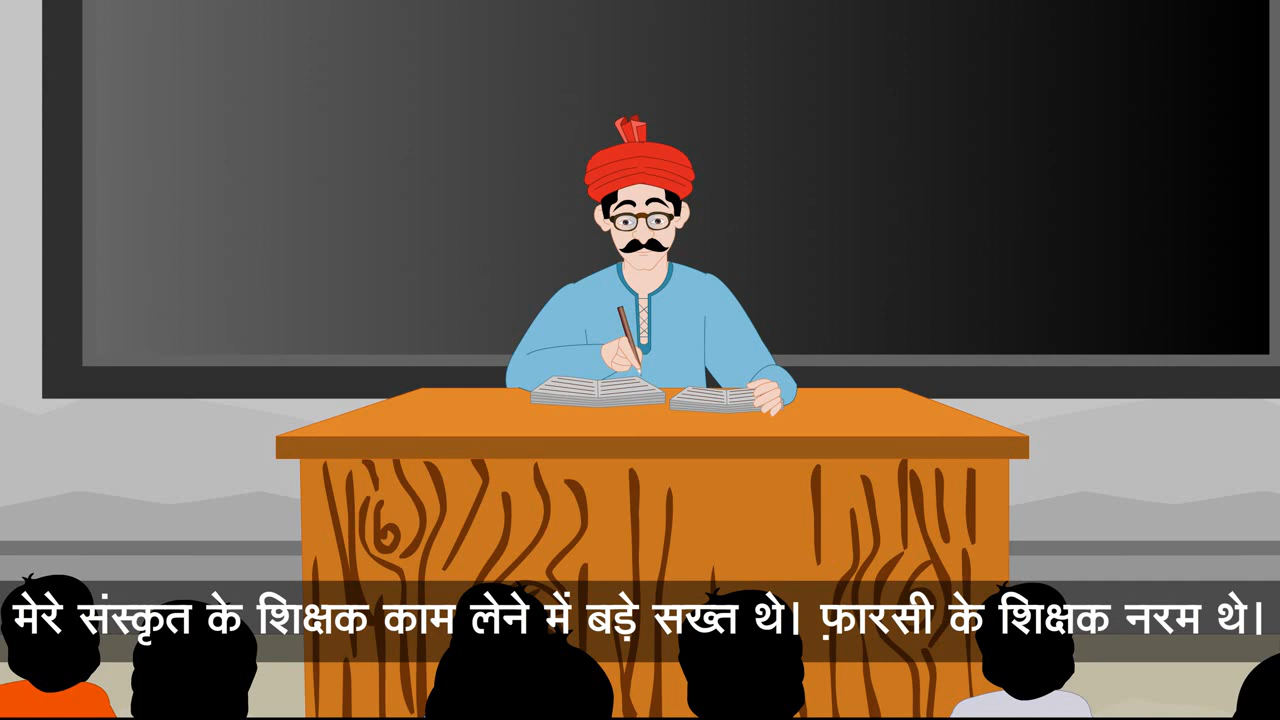 मेरे संस्कृत के शिक्षक काम लेने में बड़े सख्त थे। फ़ारसी के शिक्षक नरम थे।